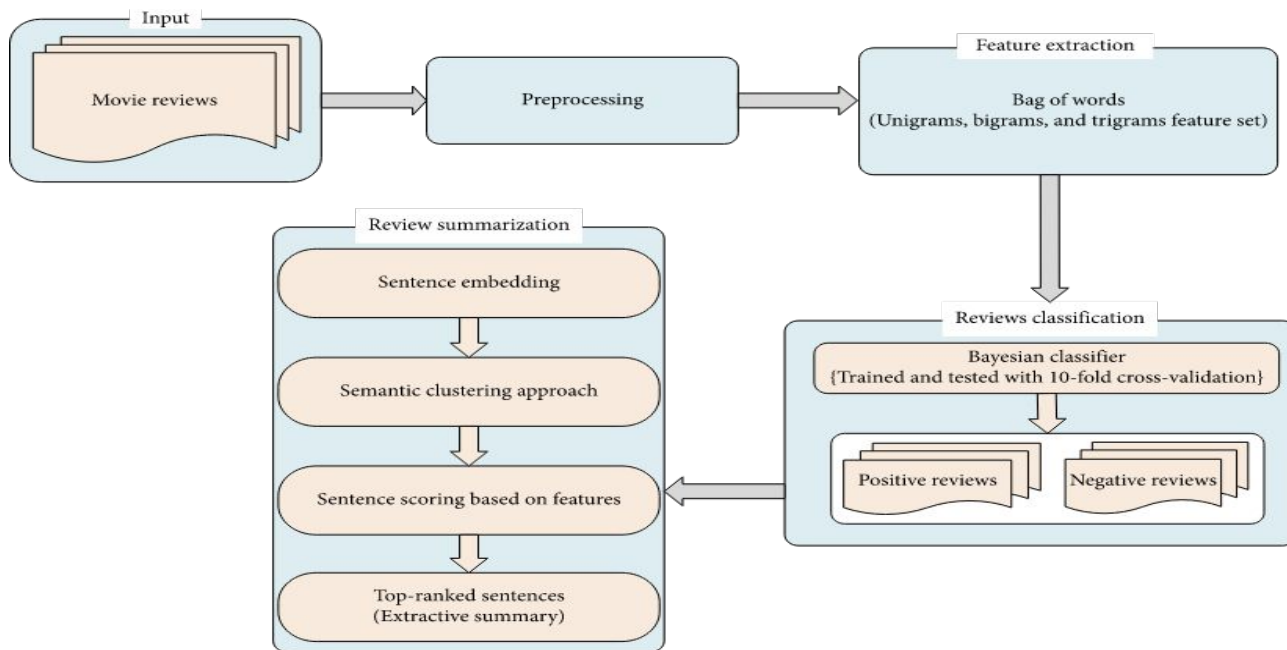 Input
Movie reviews
Preprocessing
Feature extraction
Bag of words
(Unigrams, bigrams, and trigrams feature set)
Reviews classification
Bayesian classifier
{Trained and tested with 10-fold cross-validation}
Positive reviews
Negative reviews
Review summarization
Sentence embedding
Semantic clustering approach
Sentence scoring based on features
Top-ranked sentences
(Extractive summary)